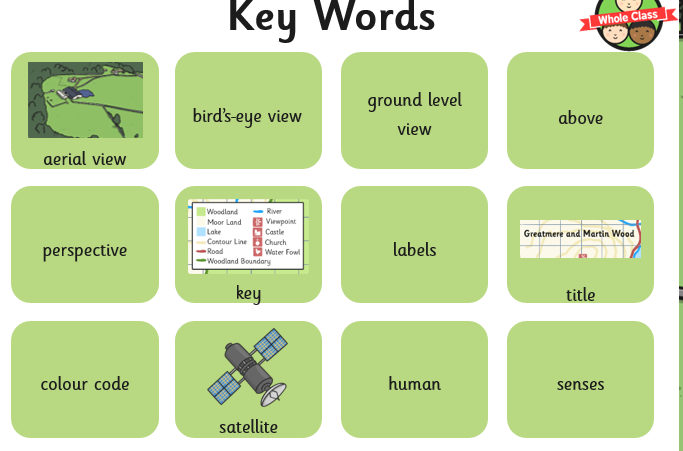 Key Words
Whole Class
aerial view
bird's-eye view
ground level
view
above
perspective
Woodland
Moor Land
Lake
Contour Line
Road
Woodland Boundary
River
Viewpoint
Castle
Church
Water Fowl
key
labels
Greatmere and Martin Wood
title
colour code
satellite
human
senses